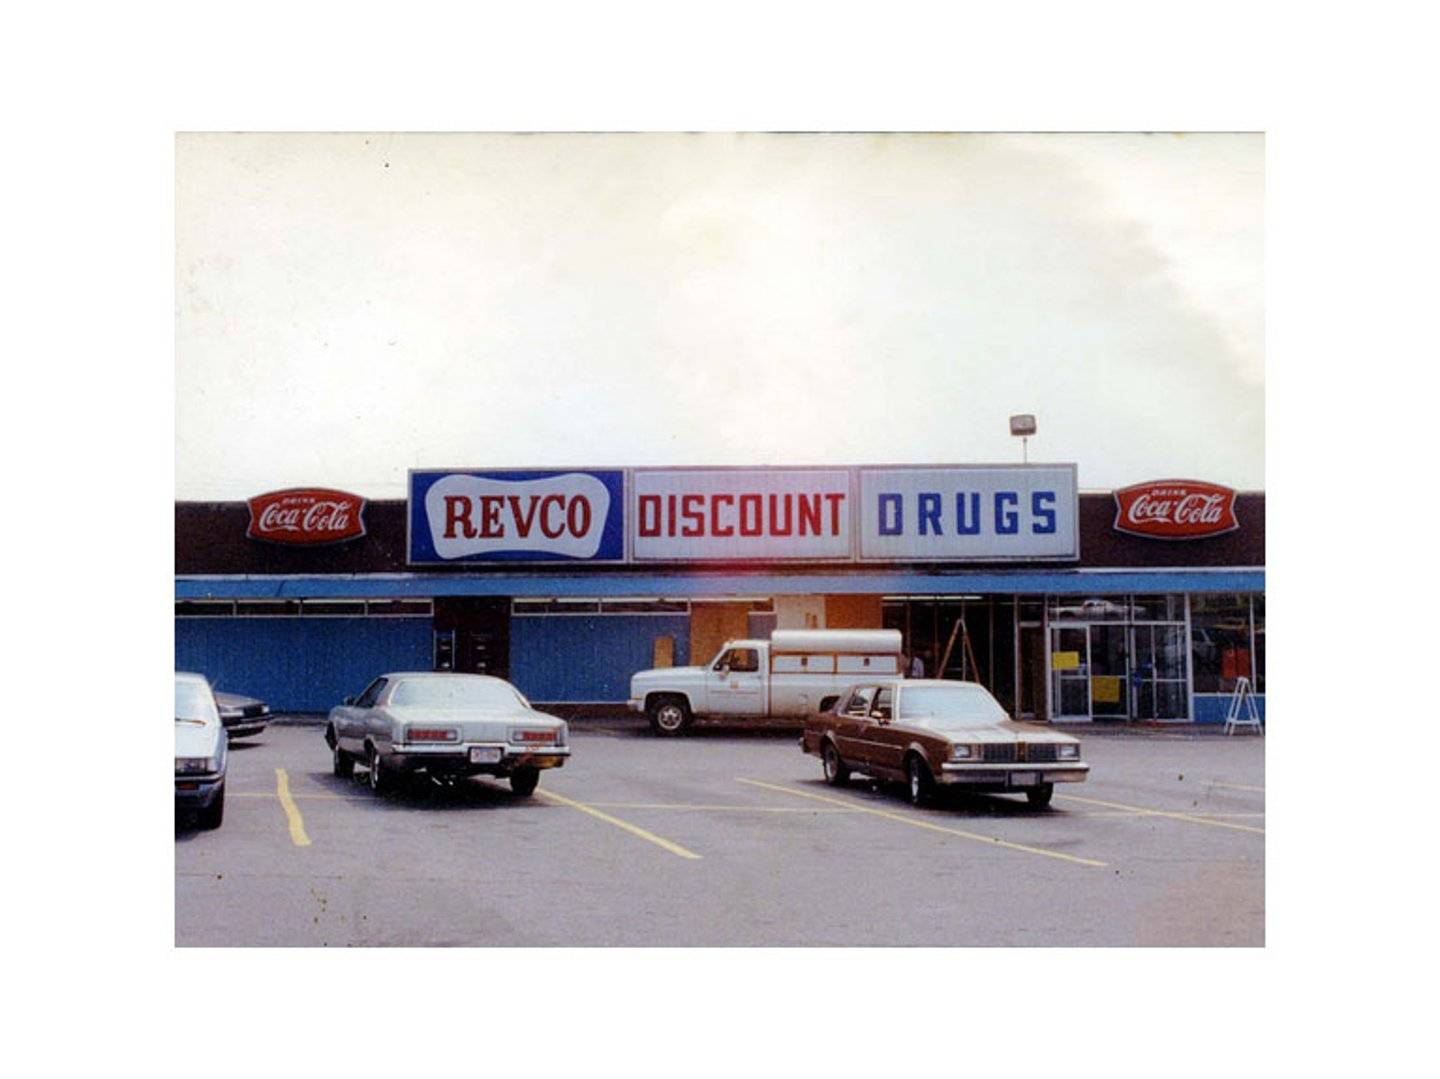 DRINK
Coca-Cola
REVCO DISCOUNT DRUGS
DRINK
Coca-Cola